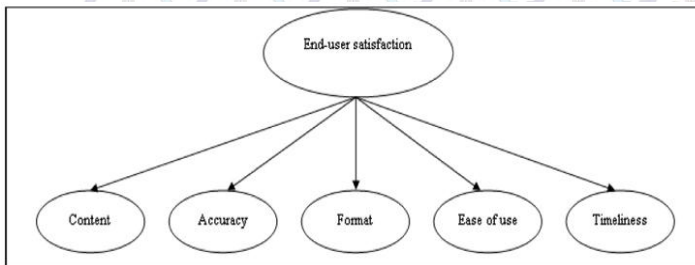 End-user satisfaction
Content
Accuracy
Format
Ease of use
Timeliness